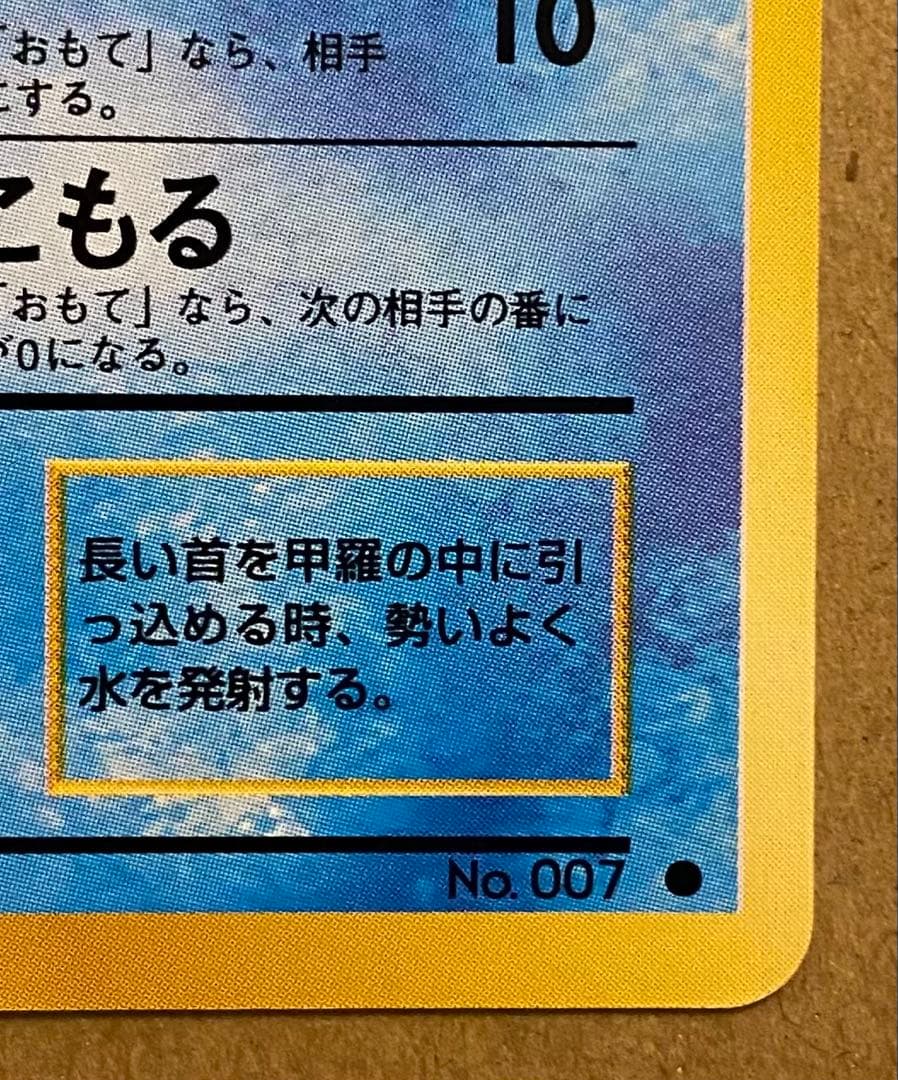 「おもて」なら、相手
にする。
10
こもる
「おもて」なら、次の相手の番に
が0になる。
長い首を甲羅の中に引
っ込める時、勢いよく
水を発射する。
No. 007 ●